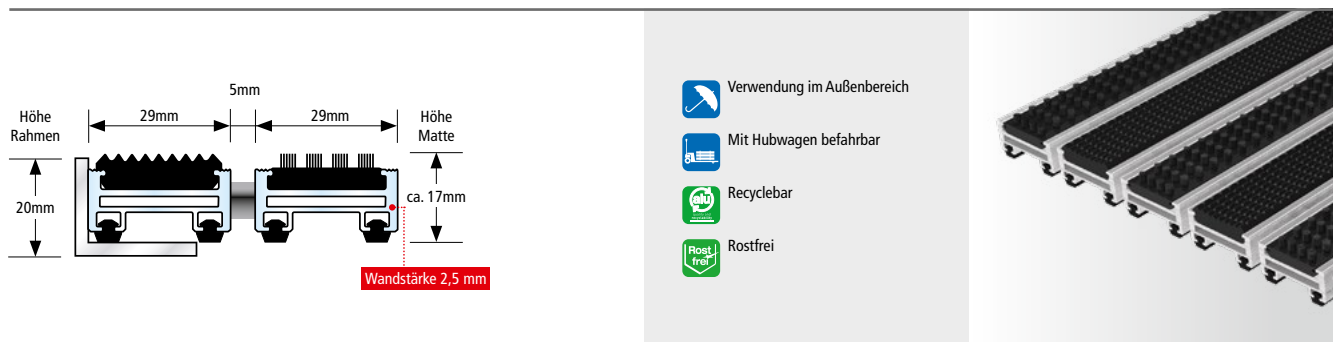 5mm
Höhe
Rahmen
29mm
29mm
Höhe
Matte
20mm
ca. 17mm
Wandstärke 2,5 mm
Verwendung im Außenbereich
Mit Hubwagen befahrbar
alu
Recyclebar
Rost
frei
Rostfrei